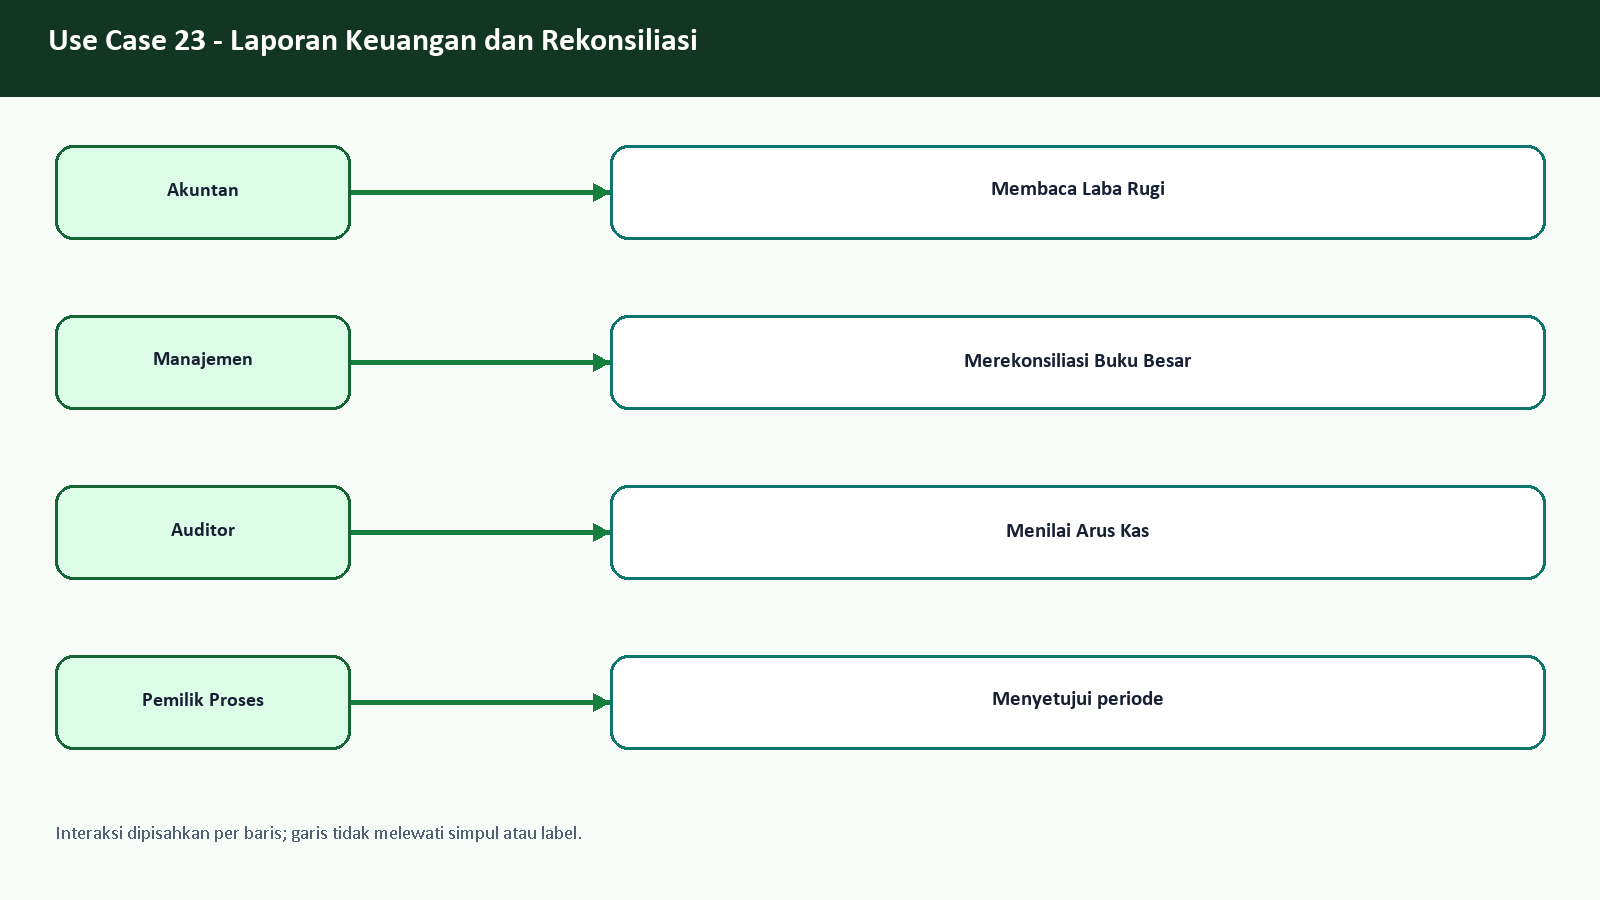 Use Case 23 - Laporan Keuangan dan Rekonsiliasi
Akuntan
Membaca Laba Rugi
Manajemen
Merekonsiliasi Buku Besar
Auditor
Menilai Arus Kas
Pemilik Proses
Menyetujui periode
Interaksi dipisahkan per baris; garis tidak melewati simpul atau label.